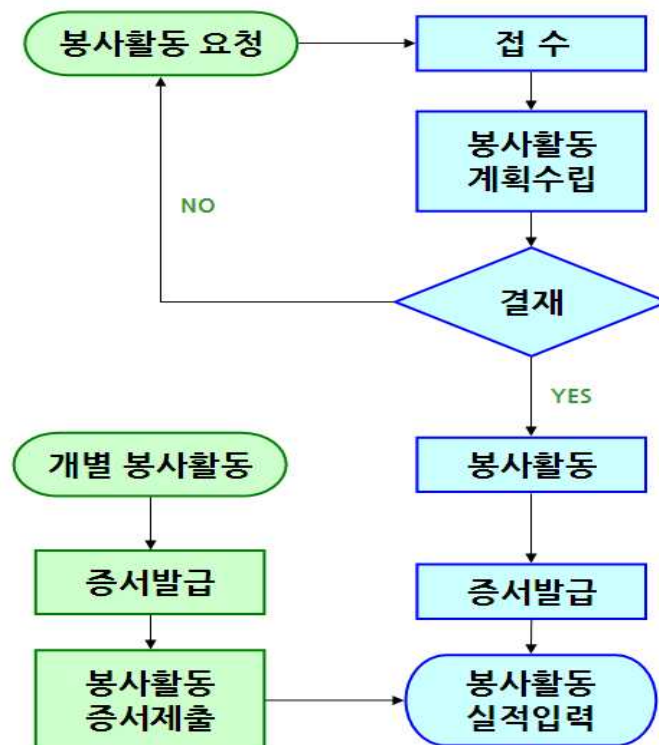 봉사활동 요청
접 수
봉사활동
계획수립
NO
결재
YES
개별 봉사활동
봉사활동
증서발급
증서발급
봉사활동
증서제출
봉사활동
실적입력